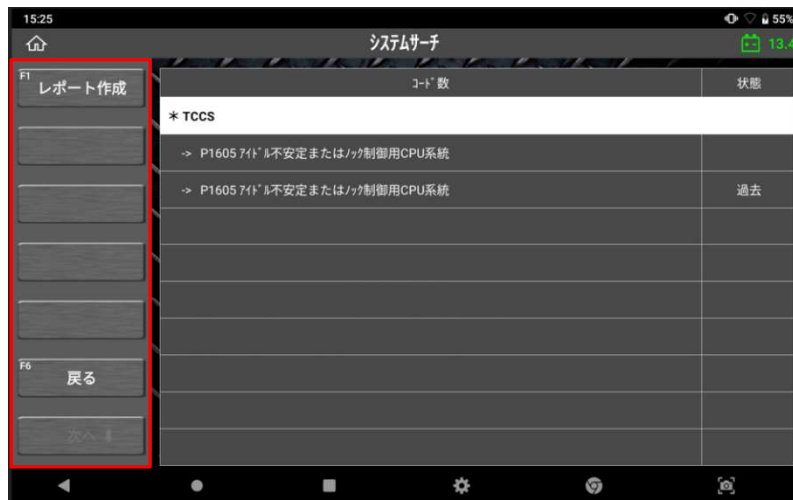 15:25
55%
システムサーチ
13.4
F1
レポート作成
ｺｰﾄﾞ数
状態
* TCCS
-> P1605 ｱｲﾄﾞﾙ不安定またはﾉｯｸ制御用CPU系統
-> P1605 ｱｲﾄﾞﾙ不安定またはﾉｯｸ制御用CPU系統
過去
F6
戻る
次へ ⬇